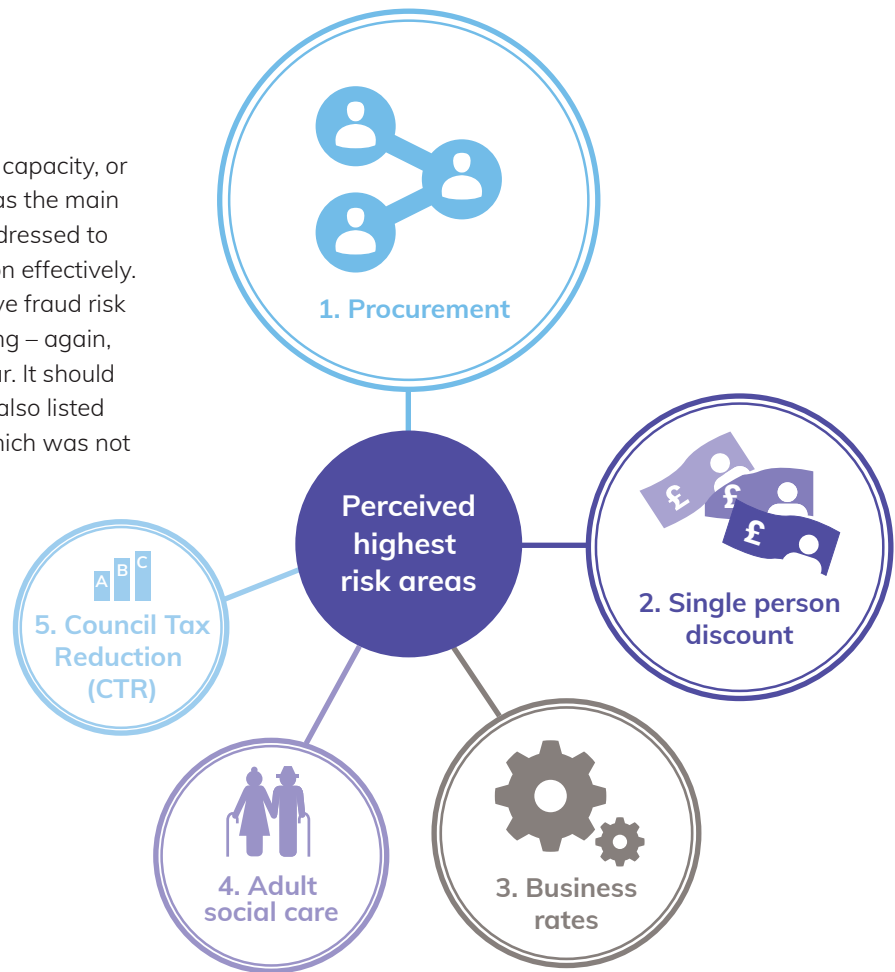 capacity, or
as the main
dressed to
on effectively.
ve fraud risk
ng – again,
ar. It should
also listed
hich was not
1. Procurement
Perceived
highest
risk areas
£
£
£
2. Single person
discount
3. Business
rates
4. Adult
social care
A B C
5. Council Tax
Reduction
(CTR)